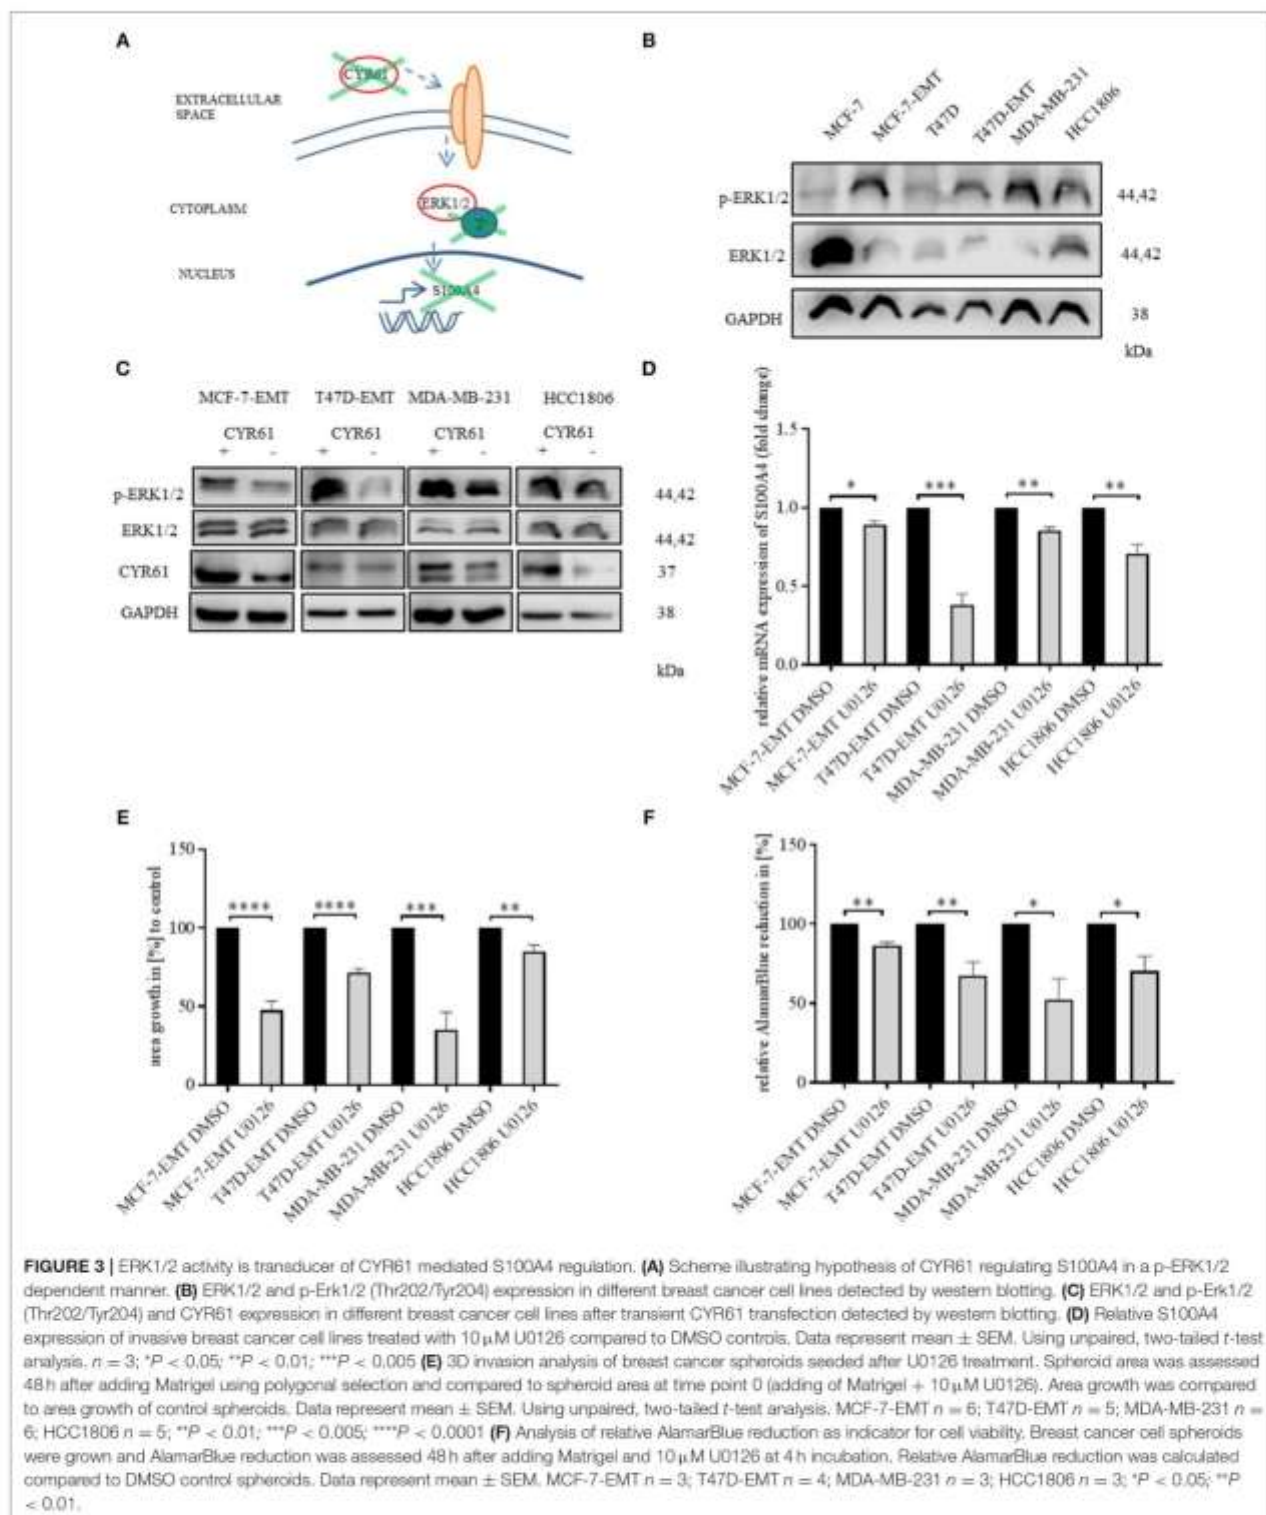 A
CYR61
EXTRACELLULAR
SPACE
CYTOPLASM
ERK1/2
NUCLEUS
S100A4
B
MCF-7
MCF-7-EMT
T47D
T47D-EMT
MDA-MB-231
HCC1806
p-ERK1/2
44,42
ERK1/2
44,42
GAPDH
38
kDa
C
MCF-7-EMT T47D-EMT MDA-MB-231 HCC1806
CYR61 CYR61 CYR61 CYR61
+ - + - + - + -
p-ERK1/2
44,42
ERK1/2
44,42
CYR61
37
GAPDH
38
kDa
D
relative mRNA expression of S100A4 (fold change)
1.5
1.0
0.5
0.0
* *** ** **
MCF-7-EMT DMSO
MCF-7-EMT U0126
T47D-EMT DMSO
T47D-EMT U0126
MDA-MB-231 DMSO
MDA-MB-231 U0126
HCC1806 DMSO
HCC1806 U0126
E
area growth in [%] to control
150
100
50
0
**** **** *** **
MCF-7-EMT DMSO
MCF-7-EMT U0126
T47D-EMT DMSO
T47D-EMT U0126
MDA-MB-231 DMSO
MDA-MB-231 U0126
HCC1806 DMSO
HCC1806 U0126
F
relative AlamarBlue reduction in [%]
150
100
50
0
** ** * *
MCF-7-EMT DMSO
MCF-7-EMT U0126
T47D-EMT DMSO
T47D-EMT U0126
MDA-MB-231 DMSO
MDA-MB-231 U0126
HCC1806 DMSO
HCC1806 U0126
FIGURE 3 | ERK1/2 activity is transducer of CYR61 mediated S100A4 regulation. (A) Scheme illustrating hypothesis of CYR61 regulating S100A4 in a p-ERK1/2
dependent manner. (B) ERK1/2 and p-Erk1/2 (Thr202/Tyr204) expression in different breast cancer cell lines detected by western blotting. (C) ERK1/2 and p-Erk1/2
(Thr202/Tyr204) and CYR61 expression in different breast cancer cell lines after transient CYR61 transfection detected by western blotting. (D) Relative S100A4
expression of invasive breast cancer cell lines treated with 10 μM U0126 compared to DMSO controls. Data represent mean ± SEM. Using unpaired, two-tailed t-test
analysis. n = 3; *P < 0.05; **P < 0.01; ***P < 0.005 (E) 3D invasion analysis of breast cancer spheroids seeded after U0126 treatment. Spheroid area was assessed
48 h after adding Matrigel using polygonal selection and compared to spheroid area at time point 0 (adding of Matrigel + 10 μM U0126). Area growth was compared
to area growth of control spheroids. Data represent mean ± SEM. Using unpaired, two-tailed t-test analysis. MCF-7-EMT n = 6; T47D-EMT n = 5; MDA-MB-231 n =
6; HCC1806 n = 5; **P < 0.01; ***P < 0.005; ****P < 0.0001 (F) Analysis of relative AlamarBlue reduction as indicator for cell viability. Breast cancer cell spheroids
were grown and AlamarBlue reduction was assessed 48 h after adding Matrigel and 10 μM U0126 at 4 h incubation. Relative AlamarBlue reduction was calculated
compared to DMSO control spheroids. Data represent mean ± SEM. MCF-7-EMT n = 3; T47D-EMT n = 4; MDA-MB-231 n = 3; HCC1806 n = 3; *P < 0.05; **P
< 0.01.